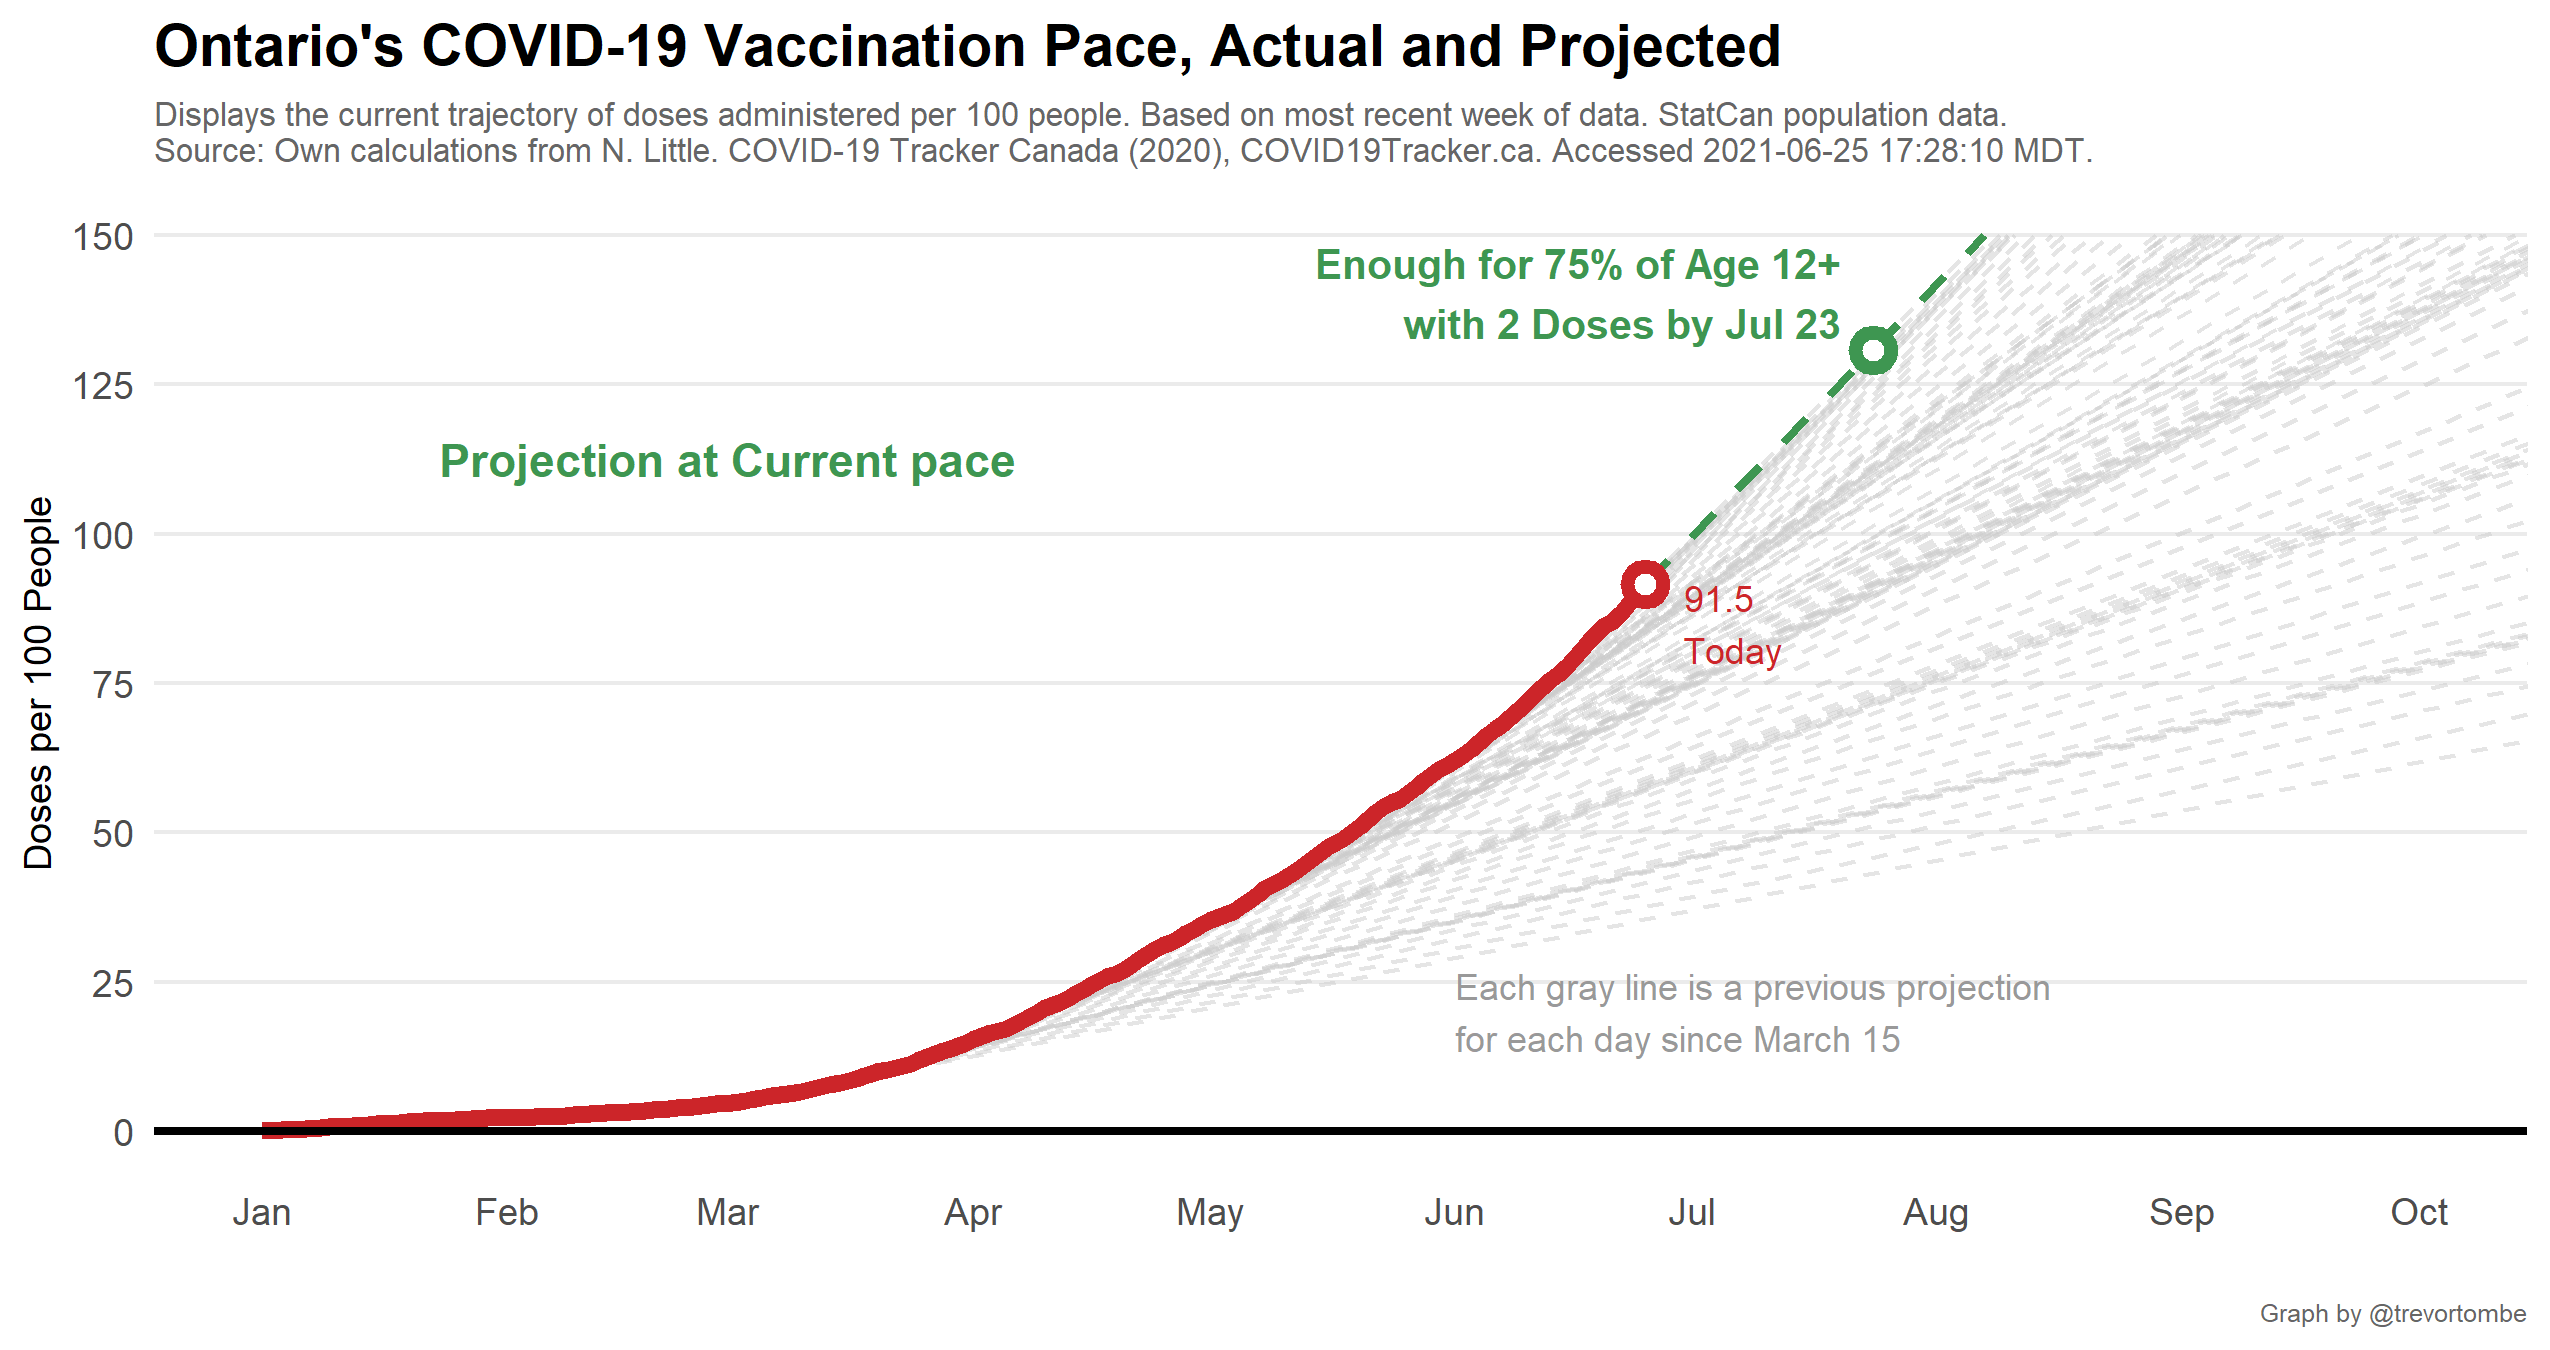 Ontario's COVID-19 Vaccination Pace, Actual and Projected
Displays the current trajectory of doses administered per 100 people. Based on most recent week of data. StatCan population data.
Source: Own calculations from N. Little. COVID-19 Tracker Canada (2020), COVID19Tracker.ca. Accessed 2021-06-25 17:28:10 MDT.
150
Enough for 75% of Age 12+
with 2 Doses by Jul 23
125
Projection at Current pace
100
Doses per 100 People
91.5
Today
75
50
25
Each gray line is a previous projection
for each day since March 15
0
Jan Feb Mar Apr May Jun Jul Aug Sep Oct
Graph by @trevortombe